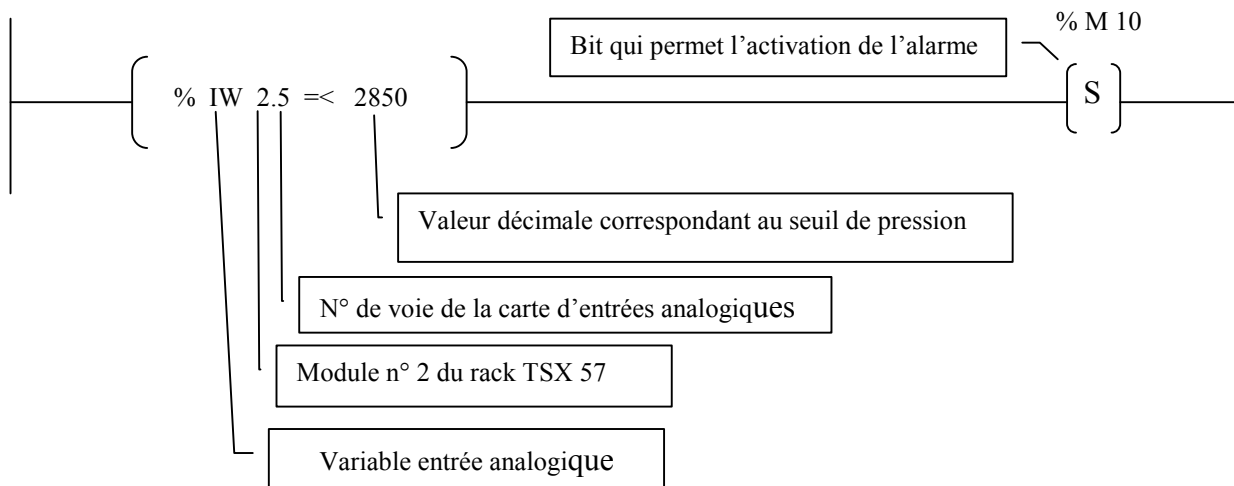 % M 10
Bit qui permet l'activation de l'alarme
% IW 2.5 =< 2850
S
Valeur décimale correspondant au seuil de pression
N° de voie de la carte d'entrées analogiques
Module n° 2 du rack TSX 57
Variable entrée analogique